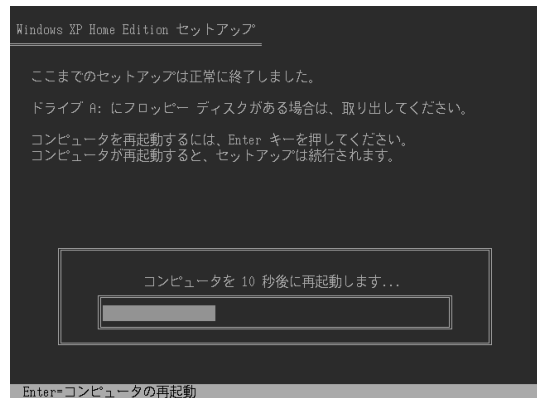 Windows XP Home Edition セットアップ
ここまでのセットアップは正常に終了しました。
ドライブ A: にフロッピー ディスクがある場合は、取り出してください。
コンピュータを再起動するには、Enter キーを押してください。
コンピュータが再起動すると、セットアップは続行されます。
コンピュータを 10 秒後に再起動します...
Enter=コンピュータの再起動